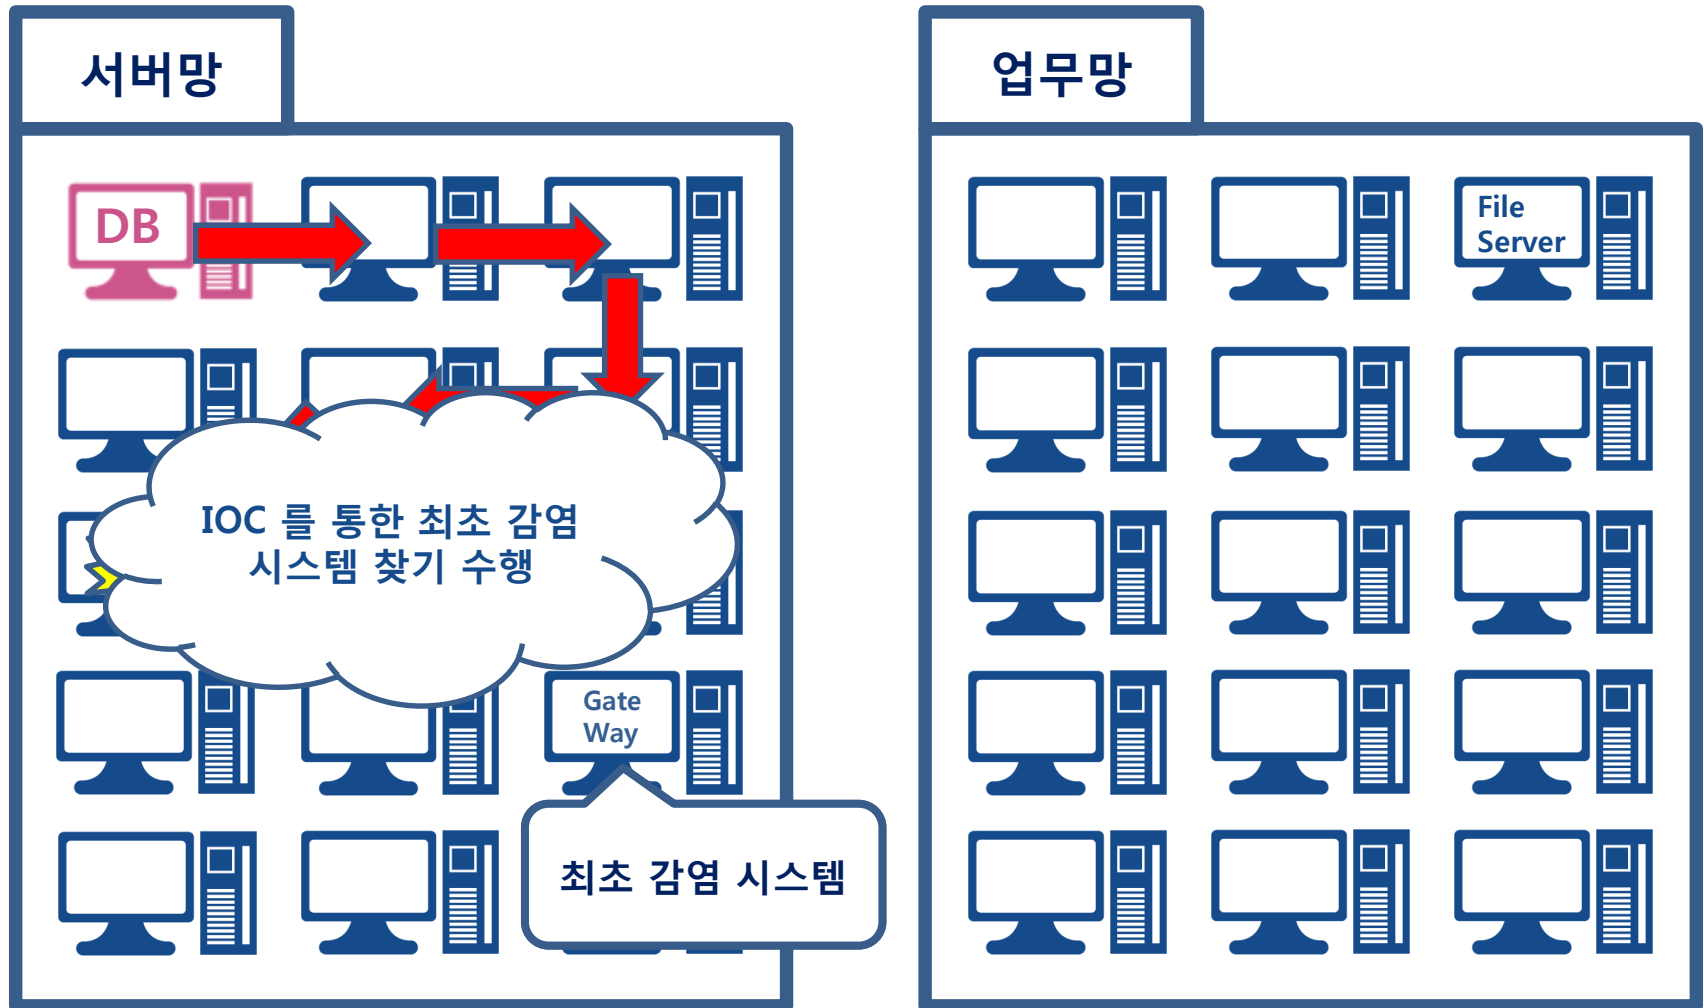 서버망
업무망
DB
File
Server
IOC 를 통한 최초 감염
시스템 찾기 수행
Gate
Way
최초 감염 시스템